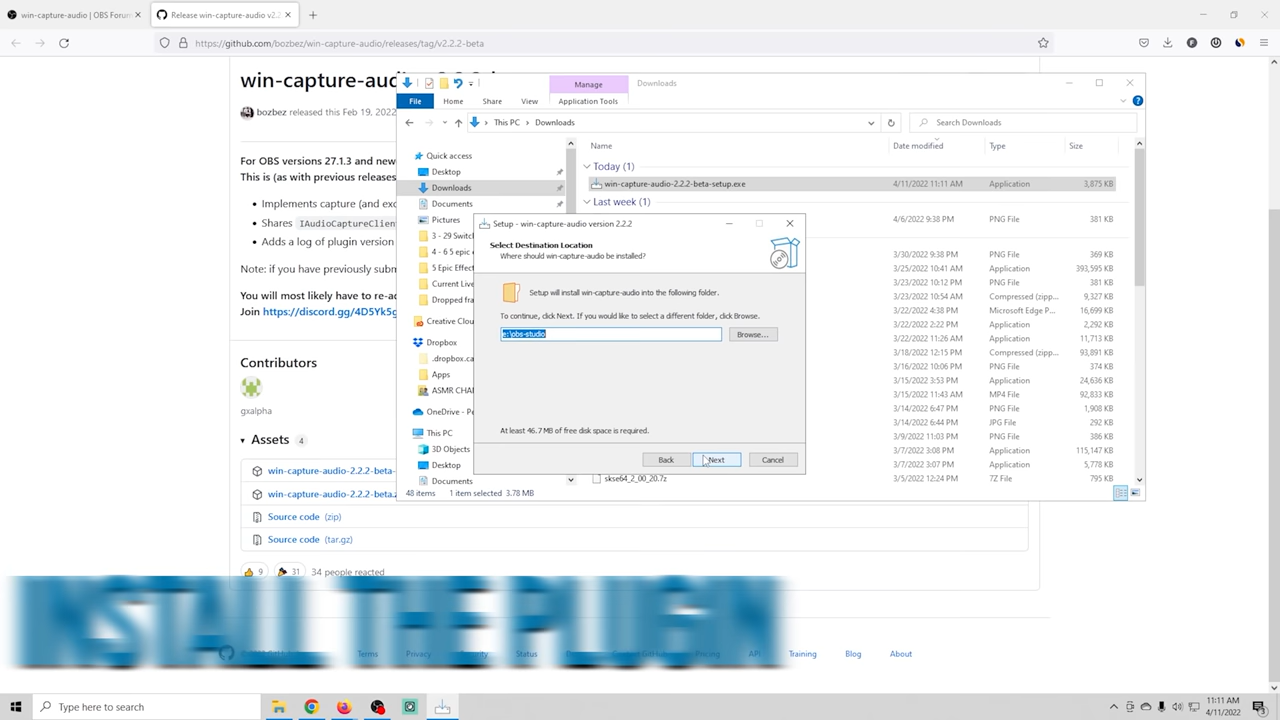 win-capture-audio | OBS Forum
Release win-capture-audio v2.2
https://github.com/bozbez/win-capture-audio/releases/tag/v2.2.2-beta
win-capture-aud
bozbez released this Feb 19, 2022
For OBS versions 27.1.3 and new
This is (as with previous releases
Implements capture (and exc
Shares IAudioCaptureClien
Adds a log of plugin version
Note: if you have previously subm
You will most likely have to re-ad
Join https://discord.gg/4D5Yk5g
Contributors
gxalpha
Assets 4
win-capture-audio-2.2.2-beta-
win-capture-audio-2.2.2-beta.
Source code (zip)
Source code (tar.gz)
9
31
34 people reacted
Terms
Privacy
Security
Status
Pricing
API
Training
Blog
About
Manage
Downloads
File
Home
Share
View
Application Tools
This PC
Downloads
Search Downloads
Quick access
Desktop
Downloads
Documents
Pictures
3 - 29 Switc
4 - 6 5 epic
5 Epic Effect
Current Live
Dropped fra
Creative Clou
Dropbox
.dropbox.ca
Apps
ASMR CHAN
OneDrive - Pe
This PC
3D Objects
Desktop
Documents
Name
Date modified
Type
Size
Today (1)
win-capture-audio-2.2.2-beta-setup.exe
4/11/2022 11:11 AM
Application
3,875 KB
Last week (1)
4/6/2022 9:38 PM
PNG File
381 KB
3/30/2022 9:38 PM
PNG File
381 KB
3/25/2022 10:41 AM
Application
393,595 KB
3/23/2022 10:12 PM
PNG File
381 KB
3/23/2022 10:54 AM
Compressed (zipp...
9,327 KB
3/22/2022 4:38 PM
Microsoft Edge P...
16,699 KB
3/22/2022 2:22 PM
Application
2,292 KB
3/22/2022 11:26 AM
Application
11,713 KB
3/18/2022 12:15 PM
Compressed (zipp...
93,891 KB
3/16/2022 10:06 PM
PNG File
374 KB
3/15/2022 3:53 PM
Application
24,636 KB
3/15/2022 11:43 AM
MP4 File
92,833 KB
3/14/2022 6:47 PM
PNG File
1,908 KB
3/14/2022 6:44 PM
JPG File
292 KB
3/9/2022 11:03 PM
PNG File
386 KB
3/7/2022 3:08 PM
Application
115,147 KB
3/7/2022 3:07 PM
Application
5,778 KB
skse64_2_00_20.7z
3/5/2022 12:24 PM
7Z File
795 KB
48 items
1 item selected 3.78 MB
Setup - win-capture-audio version 2.2.2
Select Destination Location
Where should win-capture-audio be installed?
Setup will install win-capture-audio into the following folder.
To continue, click Next. If you would like to select a different folder, click Browse.
e:\obs-studio
Browse...
At least 46.7 MB of free disk space is required.
Back
Next
Cancel
Type here to search
11:11 AM
4/11/2022
3